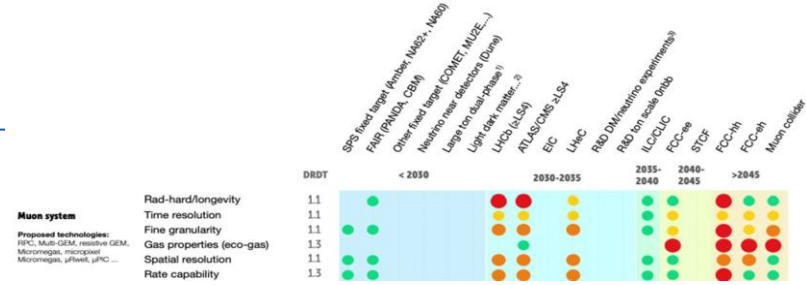 SPS fixed target (Amber, NA62+, NA60)
FAIR (PANDA, CBM)
Other fixed target (COMET, MU2E,...)
Neutrino near detectors (Dune)
Large ton dual-phase¹⁾
Light dark matter...²⁾
LHCb (≥LS4)
ATLAS/CMS ≥LS4
EIC
LHeC
R&D DM/neutrino experiments³⁾
R&D ton scale 0nbb
ILC/CLIC
FCC-ee
STCF
FCC-hh
FCC-eh
Muon collider
DRDT < 2030 2030-2035 2035-2040 2040-2045 >2045
Muon system
Proposed technologies:
RPC, Multi-GEM, resistive GEM,
Micromegas, micropixel
Micromegas, μRwell, μPIC ...
Rad-hard/longevity 1.1
Time resolution 1.1
Fine granularity 1.1
Gas properties (eco-gas) 1.3
Spatial resolution 1.1
Rate capability 1.3